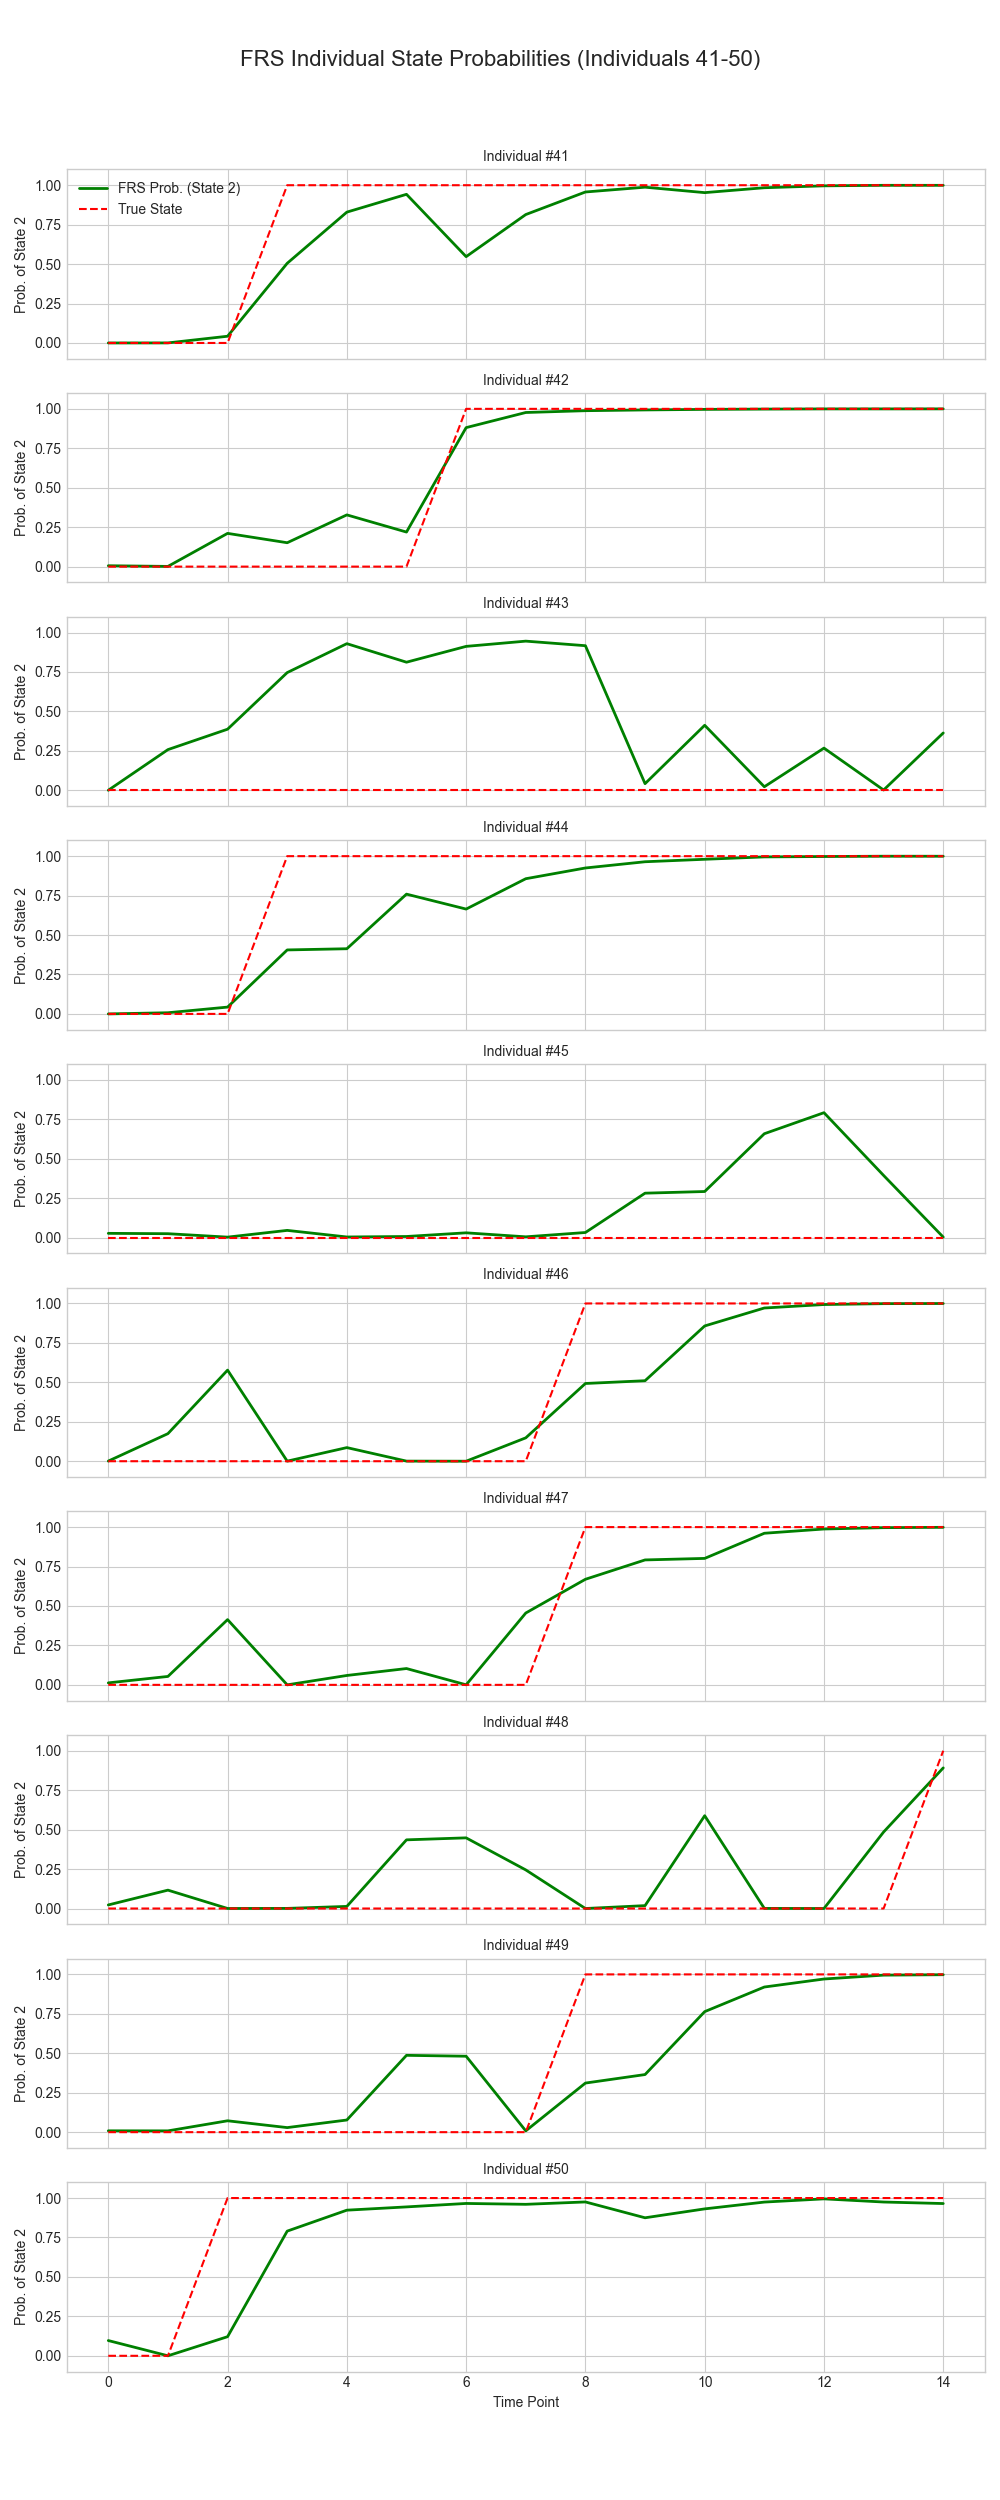 FRS Individual State Probabilities (Individuals 41-50)
Individual #41
FRS Prob. (State 2)
True State
1.00
0.75
0.50
0.25
0.00
Prob. of State 2
Individual #42
1.00
0.75
0.50
0.25
0.00
Prob. of State 2
Individual #43
1.00
0.75
0.50
0.25
0.00
Prob. of State 2
Individual #44
1.00
0.75
0.50
0.25
0.00
Prob. of State 2
Individual #45
1.00
0.75
0.50
0.25
0.00
Prob. of State 2
Individual #46
1.00
0.75
0.50
0.25
0.00
Prob. of State 2
Individual #47
1.00
0.75
0.50
0.25
0.00
Prob. of State 2
Individual #48
1.00
0.75
0.50
0.25
0.00
Prob. of State 2
Individual #49
1.00
0.75
0.50
0.25
0.00
Prob. of State 2
Individual #50
1.00
0.75
0.50
0.25
0.00
Prob. of State 2
0 2 4 6 8 10 12 14
Time Point